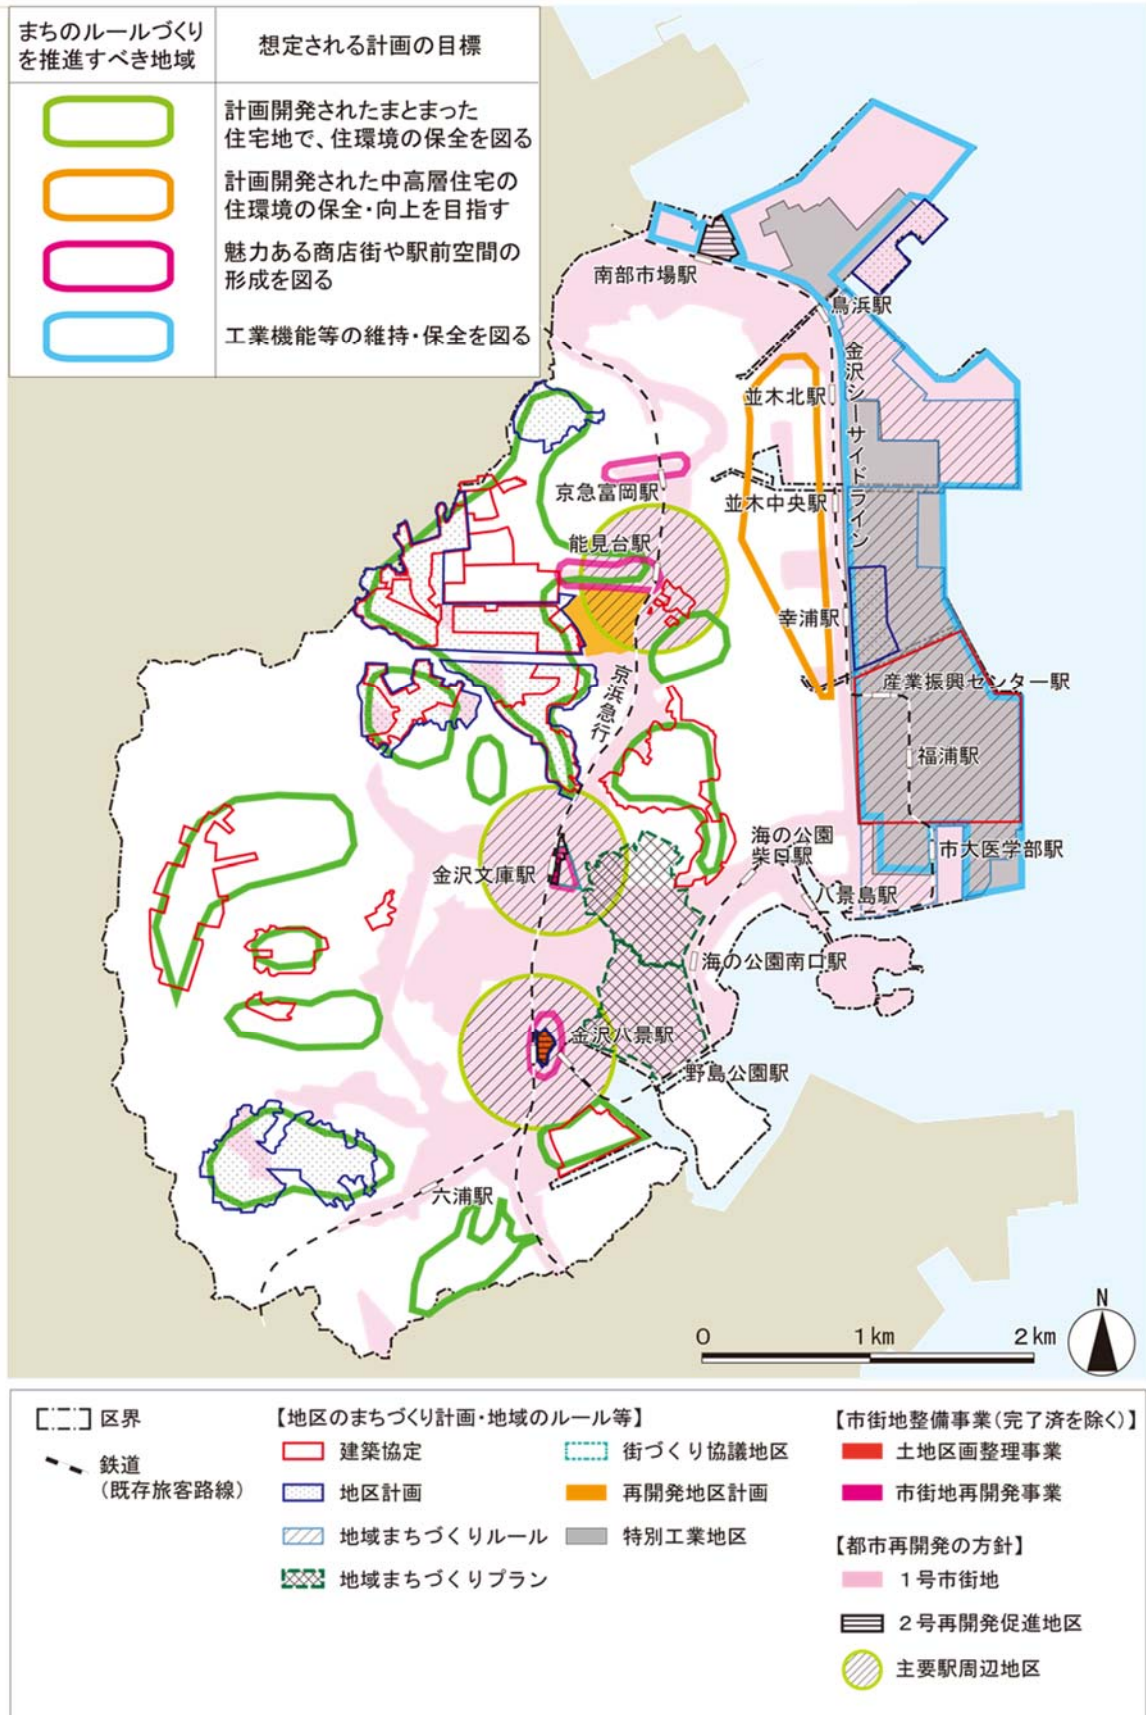 まちのルールづくり
を推進すべき地域
想定される計画の目標
計画開発されたまとまった
住宅地で、住環境の保全を図る
計画開発された中高層住宅の
住環境の保全・向上を目指す
魅力ある商店街や駅前空間の
形成を図る
工業機能等の維持・保全を図る
南部市場駅
鳥浜駅
金沢シーサイドライン
並木北駅
京急富岡駅
並木中央駅
能見台駅
幸浦駅
京浜急行
産業振興センター駅
福浦駅
海の公園
柴口駅
市大医学部駅
金沢文庫駅
八景島駅
海の公園南口駅
金沢八景駅
野島公園駅
六浦駅
N
0 1km 2km
区界
鉄道
(既存旅客路線)
【地区のまちづくり計画・地域のルール等】
建築協定
地区計画
地域まちづくりルール
地域まちづくりプラン
街づくり協議地区
再開発地区計画
特別工業地区
【市街地整備事業(完了済を除く)】
土地区画整理事業
市街地再開発事業
【都市再開発の方針】
1号市街地
2号再開発促進地区
主要駅周辺地区